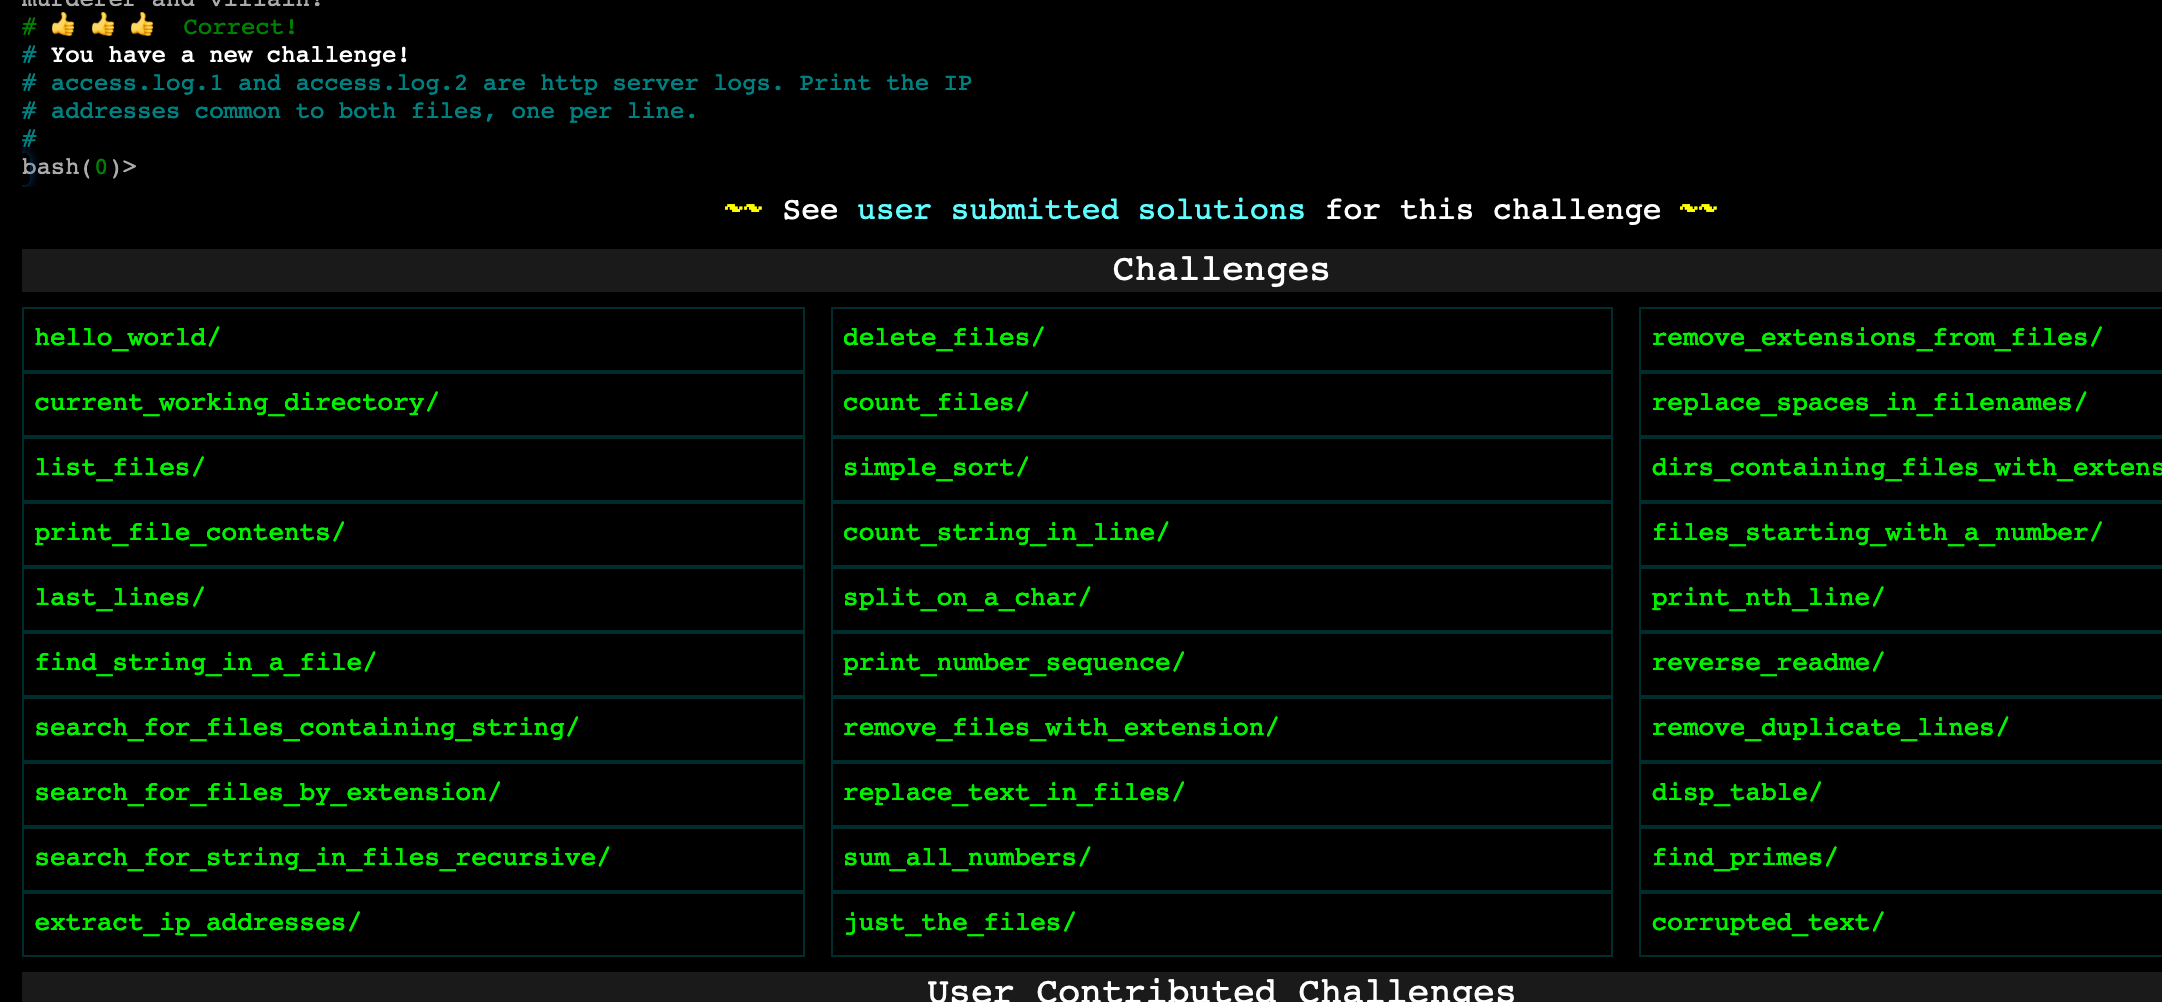 murderer and villain!
# 👍 👍 👍 Correct!
# You have a new challenge!
# access.log.1 and access.log.2 are http server logs. Print the IP
# addresses common to both files, one per line.
#
bash(0)>
~~ See user submitted solutions for this challenge ~~
Challenges
hello_world/
delete_files/
remove_extensions_from_files/
current_working_directory/
count_files/
replace_spaces_in_filenames/
list_files/
simple_sort/
dirs_containing_files_with_extens
print_file_contents/
count_string_in_line/
files_starting_with_a_number/
last_lines/
split_on_a_char/
print_nth_line/
find_string_in_a_file/
print_number_sequence/
reverse_readme/
search_for_files_containing_string/
remove_files_with_extension/
remove_duplicate_lines/
search_for_files_by_extension/
replace_text_in_files/
disp_table/
search_for_string_in_files_recursive/
sum_all_numbers/
find_primes/
extract_ip_addresses/
just_the_files/
corrupted_text/
User Contributed Challenges